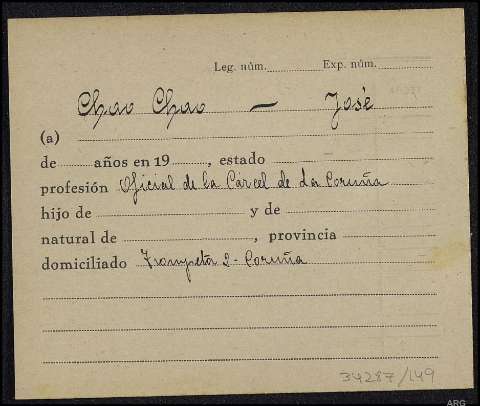 Leg. núm. Exp. núm.
Chao Chao — José
(a)
de años en 19 , estado
profesión Oficial de la Cárcel de La Coruña
hijo de y de
natural de , provincia
domiciliado Trompeta 2 - Coruña
34287/149
ARG